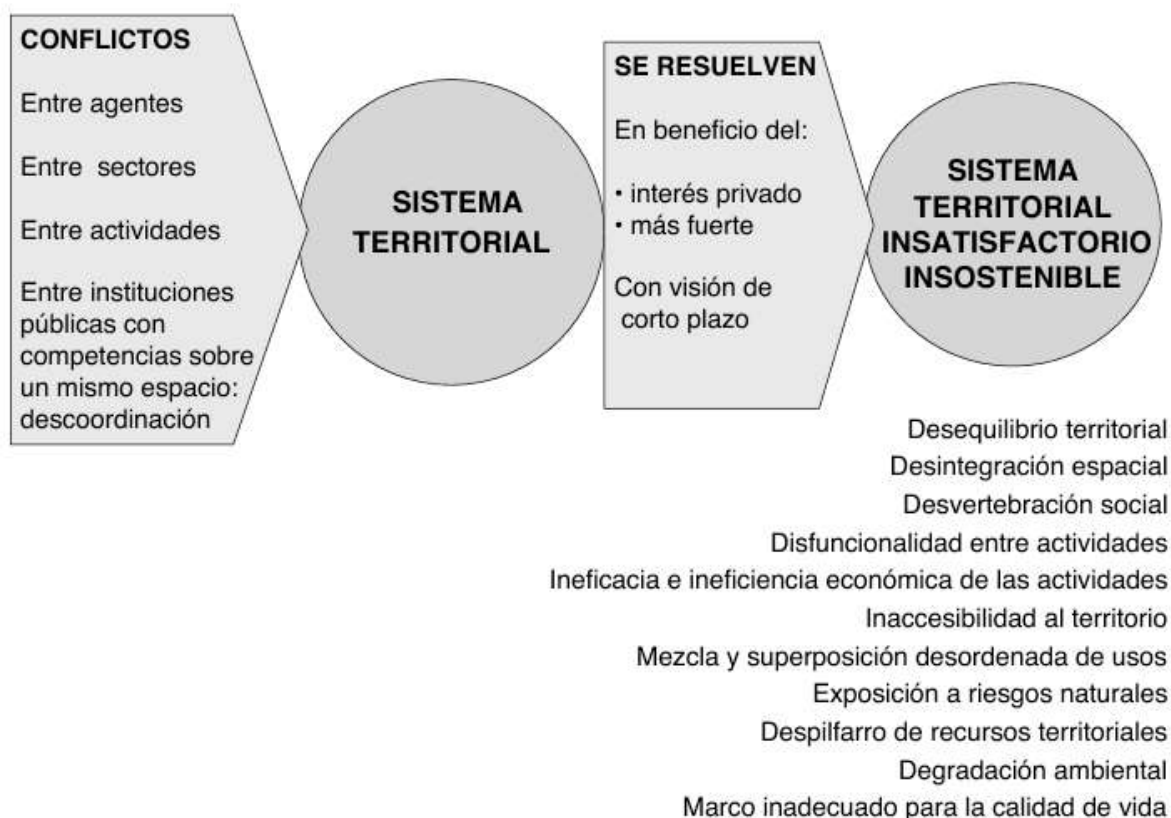 CONFLICTOS
Entre agentes
Entre sectores
Entre actividades
Entre instituciones
públicas con
competencias sobre
un mismo espacio:
descoordinación
SISTEMA
TERRITORIAL
SE RESUELVEN
En beneficio del:
• interés privado
• más fuerte
Con visión de
corto plazo
SISTEMA
TERRITORIAL
INSATISFACTORIO
INSOSTENIBLE
Desequilibrio territorial
Desintegración espacial
Desvertebración social
Disfuncionalidad entre actividades
Ineficacia e ineficiencia económica de las actividades
Inaccesibilidad al territorio
Mezcla y superposición desordenada de usos
Exposición a riesgos naturales
Despilfarro de recursos territoriales
Degradación ambiental
Marco inadecuado para la calidad de vida